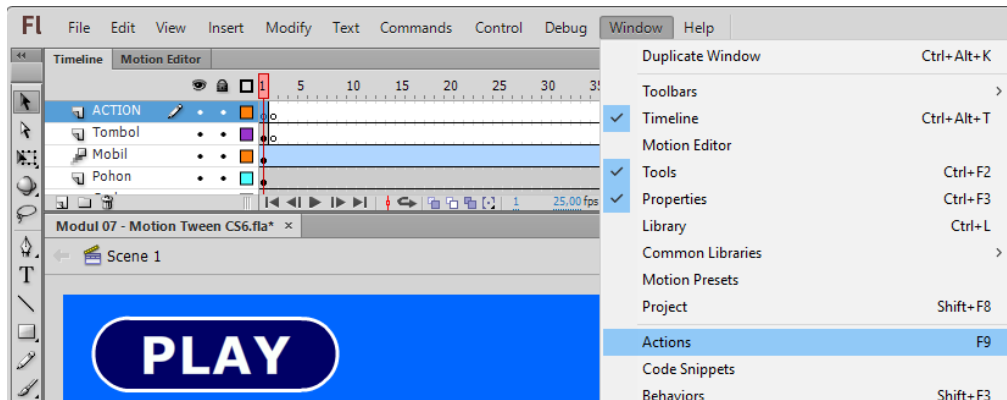 Fl File Edit View Insert Modify Text Commands Control Debug Window Help
Timeline Motion Editor
1 5 10 15 20 25 30
ACTION
Tombol
Mobil
Pohon
1 25,00 fps
Modul 07 - Motion Tween CS6.fla* ×
Scene 1
PLAY
T
Duplicate Window Ctrl+Alt+K
Toolbars
Timeline Ctrl+Alt+T
Motion Editor
Tools Ctrl+F2
Properties Ctrl+F3
Library Ctrl+L
Common Libraries
Motion Presets
Project Shift+F8
Actions F9
Code Snippets
Behaviors Shift+F3